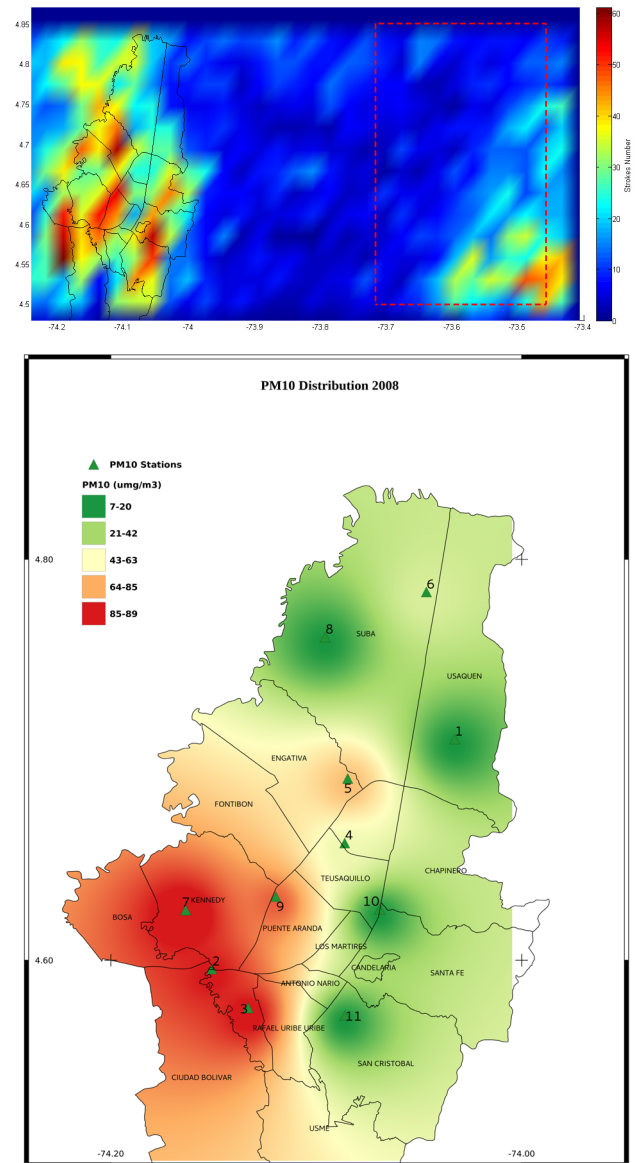 4.85
4.8
4.75
4.7
4.65
4.6
4.55
4.5
-74.2
-74.1
-74
-73.9
-73.8
-73.7
-73.6
-73.5
-73.4
60
50
40
30
20
10
0
Strokes Number
PM10 Distribution 2008
PM10 Stations
PM10 (umg/m3)
7-20
21-42
43-63
64-85
85-89
4.80
6
8
SUBA
USAQUEN
1
ENGATIVA
5
FONTIBON
4
TEUSAQUILLO
CHAPINERO
7
KENNEDY
9
10
BOSA
PUENTE ARANDA
LOS MARTIRES
4.60
2
CANDELARIA
SANTA FE
ANTONIO NARIO
3
11
RAFAEL URIBE URIBE
SAN CRISTOBAL
CIUDAD BOLIVAR
USME
-74.20
-74.00